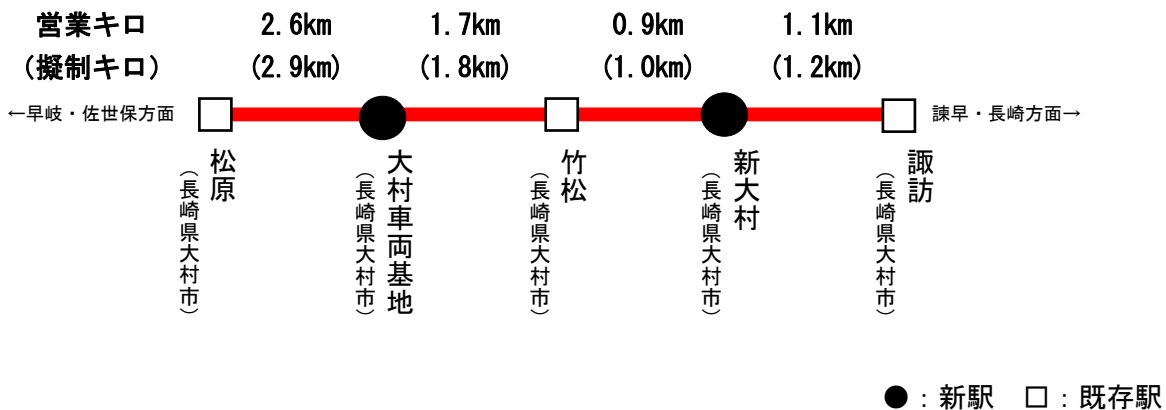 営業キロ 2.6km 1.7km 0.9km 1.1km
(擬制キロ) (2.9km) (1.8km) (1.0km) (1.2km)
←早岐・佐世保方面
諫早・長崎方面→
松原
(長崎県大村市)
大村車両基地
(長崎県大村市)
竹松
(長崎県大村市)
新大村
(長崎県大村市)
諏訪
(長崎県大村市)
●：新駅 □：既存駅